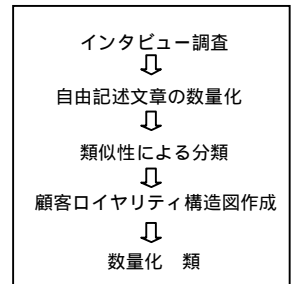 インタビュー調査
⇩
自由記述文章の数量化
⇩
類似性による分類
⇩
顧客ロイヤリティ構造図作成
⇩
数量化　類